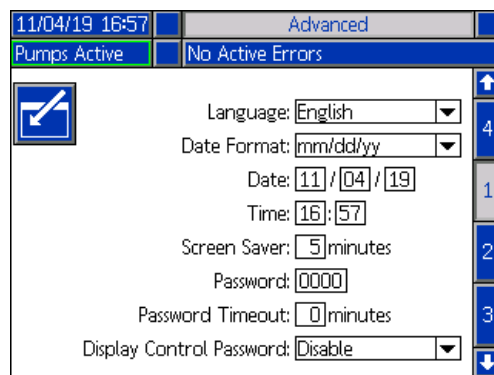 11/04/19 16:57 Advanced
Pumps Active No Active Errors
Language: English
4
Date Format: mm/dd/yy
Date: 11 / 04 / 19
1
Time: 16 : 57
Screen Saver: 5 minutes
2
Password: 0000
Password Timeout: 0 minutes
3
Display Control Password: Disable